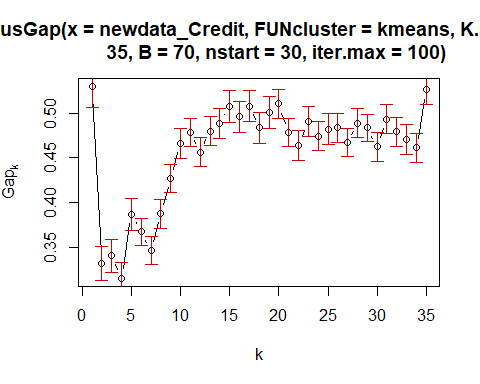 usGap(x = newdata_Credit, FUNcluster = kmeans, K.
35, B = 70, nstart = 30, iter.max = 100)
0.50
0.45
0.40
0.35
Gapk
0 5 10 15 20 25 30 35
k